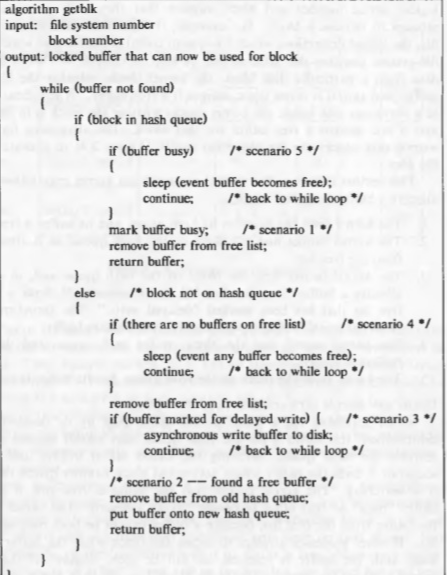 algorithm getblk
input: file system number
block number
output: locked buffer that can now be used for block
{
while (buffer not found)
{
if (block in hash queue)
{
if (buffer busy) /* scenario 5 */
{
sleep (event buffer becomes free);
continue; /* back to while loop */
}
mark buffer busy; /* scenario 1 */
remove buffer from free list;
return buffer;
}
else /* block not on hash queue */
{
if (there are no buffers on free list) /* scenario 4 */
{
sleep (event any buffer becomes free);
continue; /* back to while loop */
}
remove buffer from free list;
if (buffer marked for delayed write) { /* scenario 3 */
asynchronous write buffer to disk;
continue; /* back to while loop */
}
/* scenario 2 -- found a free buffer */
remove buffer from old hash queue;
put buffer onto new hash queue;
return buffer;
}
}
}